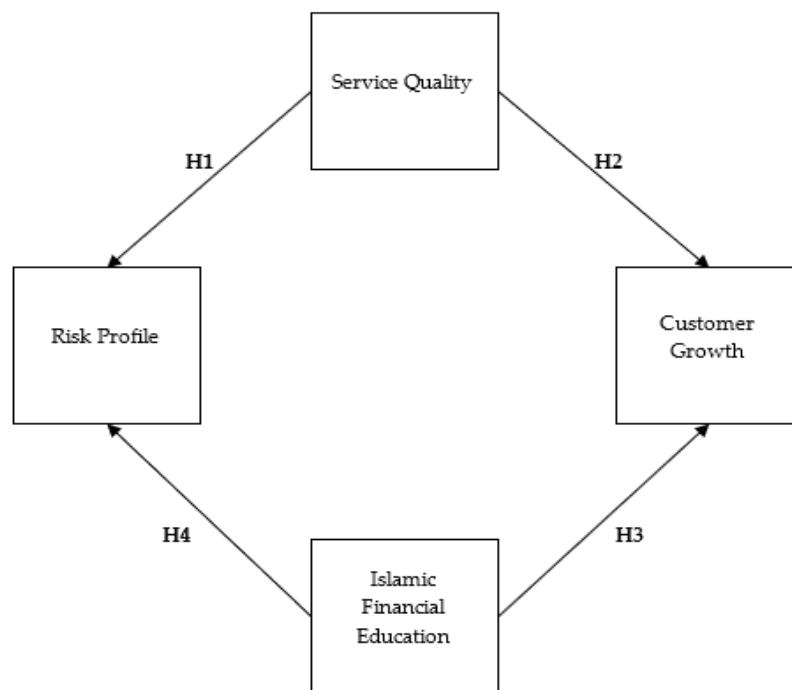 Service Quality
H1
H2
Risk Profile
Customer
Growth
H4
H3
Islamic
Financial
Education